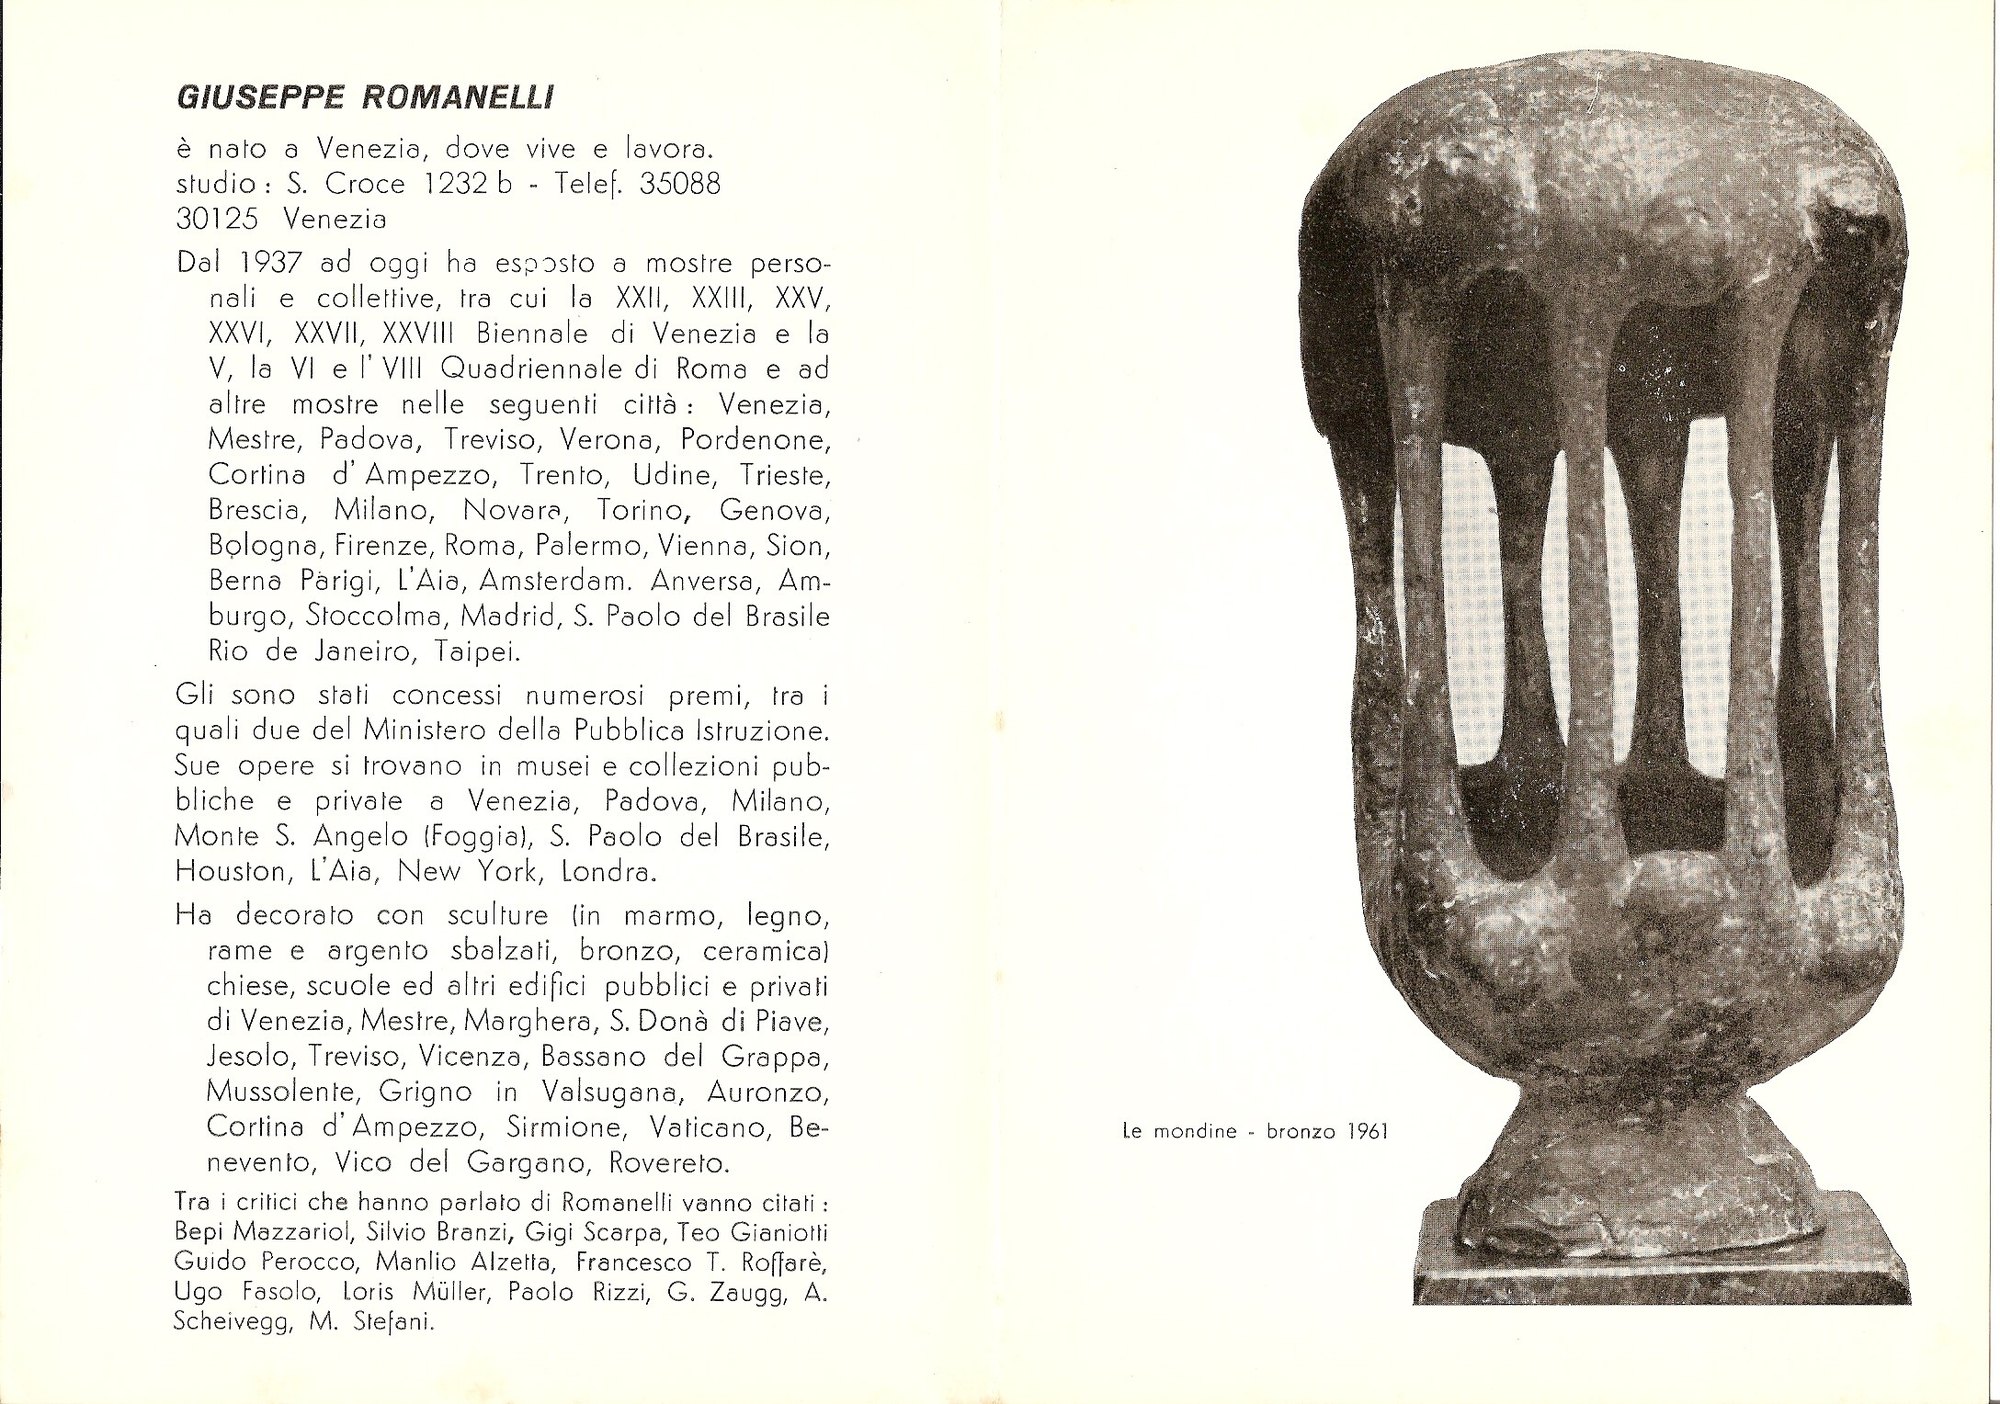 GIUSEPPE ROMANELLI
è nato a Venezia, dove vive e lavora.
studio: S. Croce 1232 b - Telef. 35088
30125 Venezia
Dal 1937 ad oggi ha esposto a mostre perso-
nali e collettive, tra cui la XXII, XXIII, XXV,
XXVI, XXVII, XXVIII Biennale di Venezia e la
V, la VI e l'VIII Quadriennale di Roma e ad
altre mostre nelle seguenti città: Venezia,
Mestre, Padova, Treviso, Verona, Pordenone,
Cortina d'Ampezzo, Trento, Udine, Trieste,
Brescia, Milano, Novara, Torino, Genova,
Bologna, Firenze, Roma, Palermo, Vienna, Sion,
Berna Parigi, L'Aia, Amsterdam. Anversa, Am-
burgo, Stoccolma, Madrid, S. Paolo del Brasile
Rio de Janeiro, Taipei.
Gli sono stati concessi numerosi premi, tra i
quali due del Ministero della Pubblica Istruzione.
Sue opere si trovano in musei e collezioni pub-
bliche e private a Venezia, Padova, Milano,
Monte S. Angelo (Foggia), S. Paolo del Brasile,
Houston, L'Aia, New York, Londra.
Ha decorato con sculture (in marmo, legno,
rame e argento sbalzati, bronzo, ceramica)
chiese, scuole ed altri edifici pubblici e privati
di Venezia, Mestre, Marghera, S. Donà di Piave,
Jesolo, Treviso, Vicenza, Bassano del Grappa,
Mussolente, Grigno in Valsugana, Auronzo,
Cortina d'Ampezzo, Sirmione, Vaticano, Be-
nevento, Vico del Gargano, Rovereto.
Tra i critici che hanno parlato di Romanelli vanno citati:
Bepi Mazzariol, Silvio Branzi, Gigi Scarpa, Teo Gianiotti
Guido Perocco, Manlio Alzetta, Francesco T. Roffarè,
Ugo Fasolo, Loris Müller, Paolo Rizzi, G. Zaugg, A.
Scheivegg, M. Stefani.
Le mondine - bronzo 1961